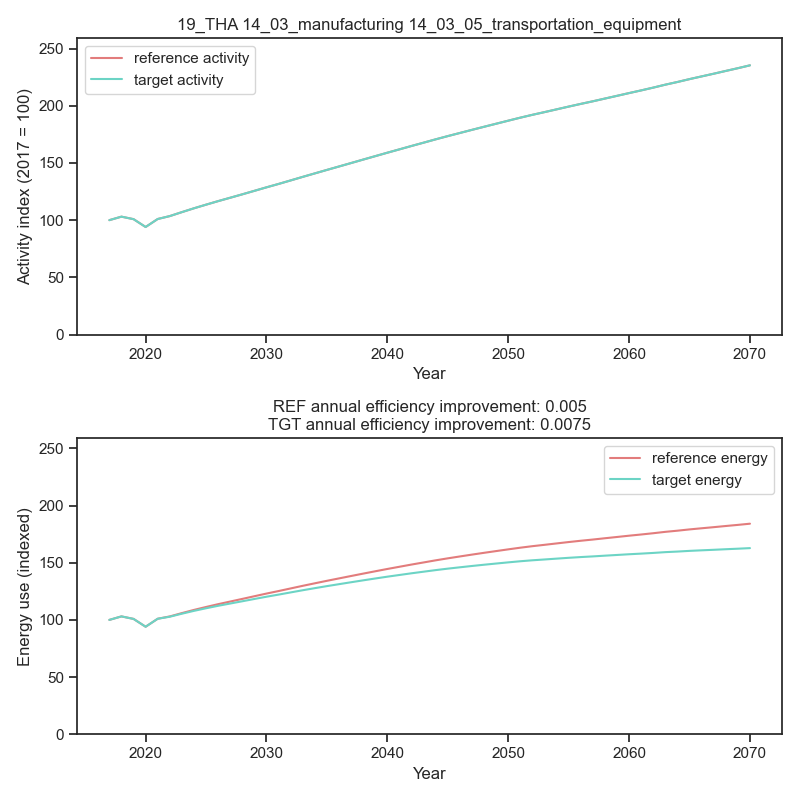 19_THA 14_03_manufacturing 14_03_05_transportation_equipment
250
200
150
100
50
0
Activity index (2017 = 100)
reference activity
target activity
2020 2030 2040 2050 2060 2070
Year
REF annual efficiency improvement: 0.005
TGT annual efficiency improvement: 0.0075
250
200
150
100
50
0
Energy use (indexed)
reference energy
target energy
2020 2030 2040 2050 2060 2070
Year